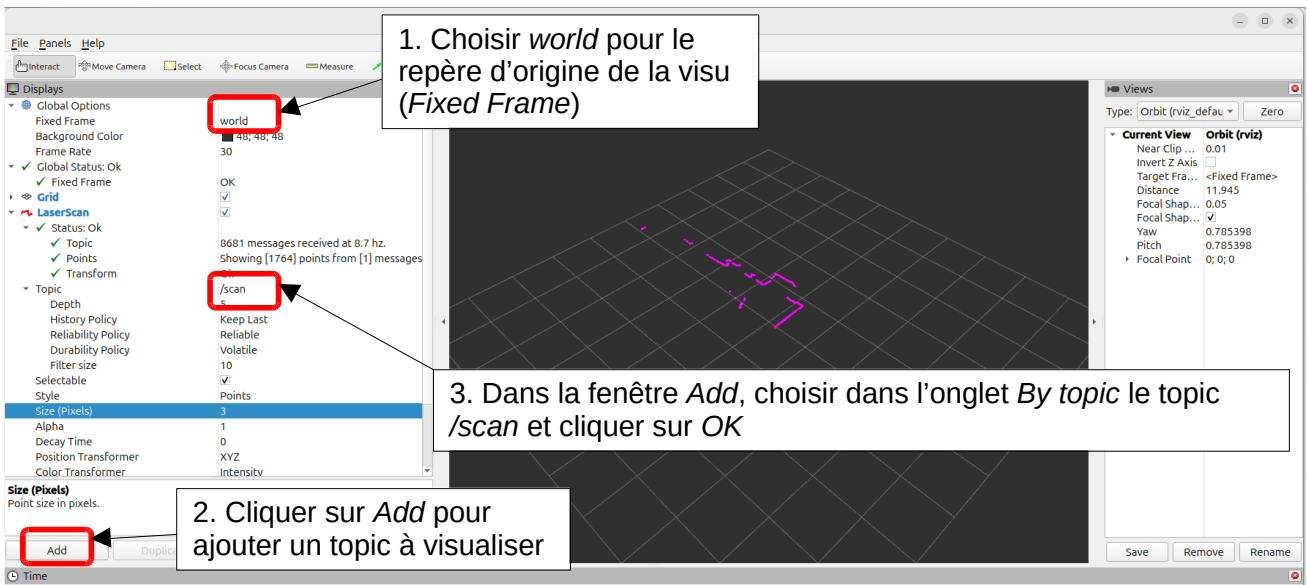 File Panels Help
Interact Move Camera Select Focus Camera Measure
1. Choisir world pour le
repère d'origine de la visu
(Fixed Frame)
Displays
Global Options
Fixed Frame world
Background Color 48; 48; 48
Frame Rate 30
Global Status: Ok
Fixed Frame OK
Grid
LaserScan
Status: Ok
Topic 8681 messages received at 8.7 hz.
Points Showing [1764] points from [1] messages
Transform
Topic /scan
Depth 5
History Policy Keep Last
Reliability Policy Reliable
Durability Policy Volatile
Filter size 10
Selectable
Style Points
Size (Pixels) 3
Alpha 1
Decay Time 0
Position Transformer XYZ
Color Transformer Intensity
Size (Pixels)
Point size in pixels.
Add
2. Cliquer sur Add pour
ajouter un topic à visualiser
3. Dans la fenêtre Add, choisir dans l'onglet By topic le topic
/scan et cliquer sur OK
Views
Type: Orbit (rviz_defau Zero
Current View Orbit (rviz)
Near Clip ... 0.01
Invert Z Axis
Target Fra... <Fixed Frame>
Distance 11.945
Focal Shap... 0.05
Focal Shap...
Yaw 0.785398
Pitch 0.785398
Focal Point 0; 0; 0
Save Remove Rename
Time